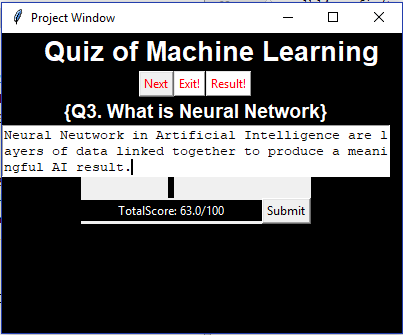 Project Window
Quiz of Machine Learning
Next Exit! Result!
{Q3. What is Neural Network}
Neural Neutwork in Artificial Intelligence are l
ayers of data linked together to produce a meani
ngful AI result.
TotalScore: 63.0/100 Submit